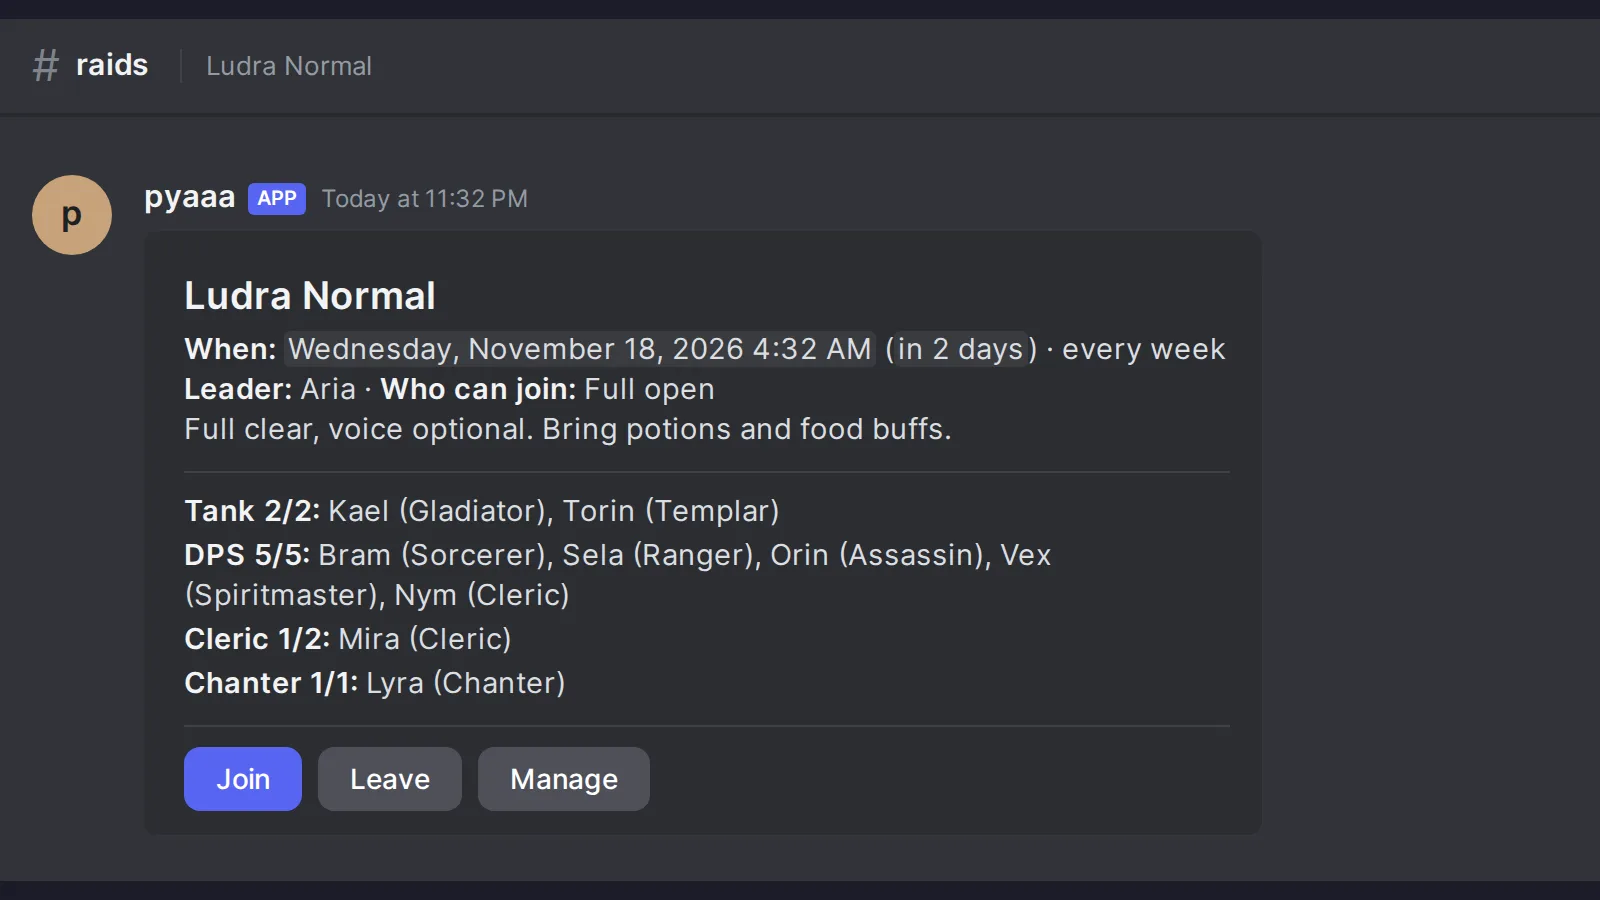 # raids Ludra Normal
p
pyaaa APP Today at 11:32 PM
Ludra Normal
When: Wednesday, November 18, 2026 4:32 AM (in 2 days) · every week
Leader: Aria · Who can join: Full open
Full clear, voice optional. Bring potions and food buffs.
Tank 2/2: Kael (Gladiator), Torin (Templar)
DPS 5/5: Bram (Sorcerer), Sela (Ranger), Orin (Assassin), Vex
(Spiritmaster), Nym (Cleric)
Cleric 1/2: Mira (Cleric)
Chanter 1/1: Lyra (Chanter)
Join Leave Manage